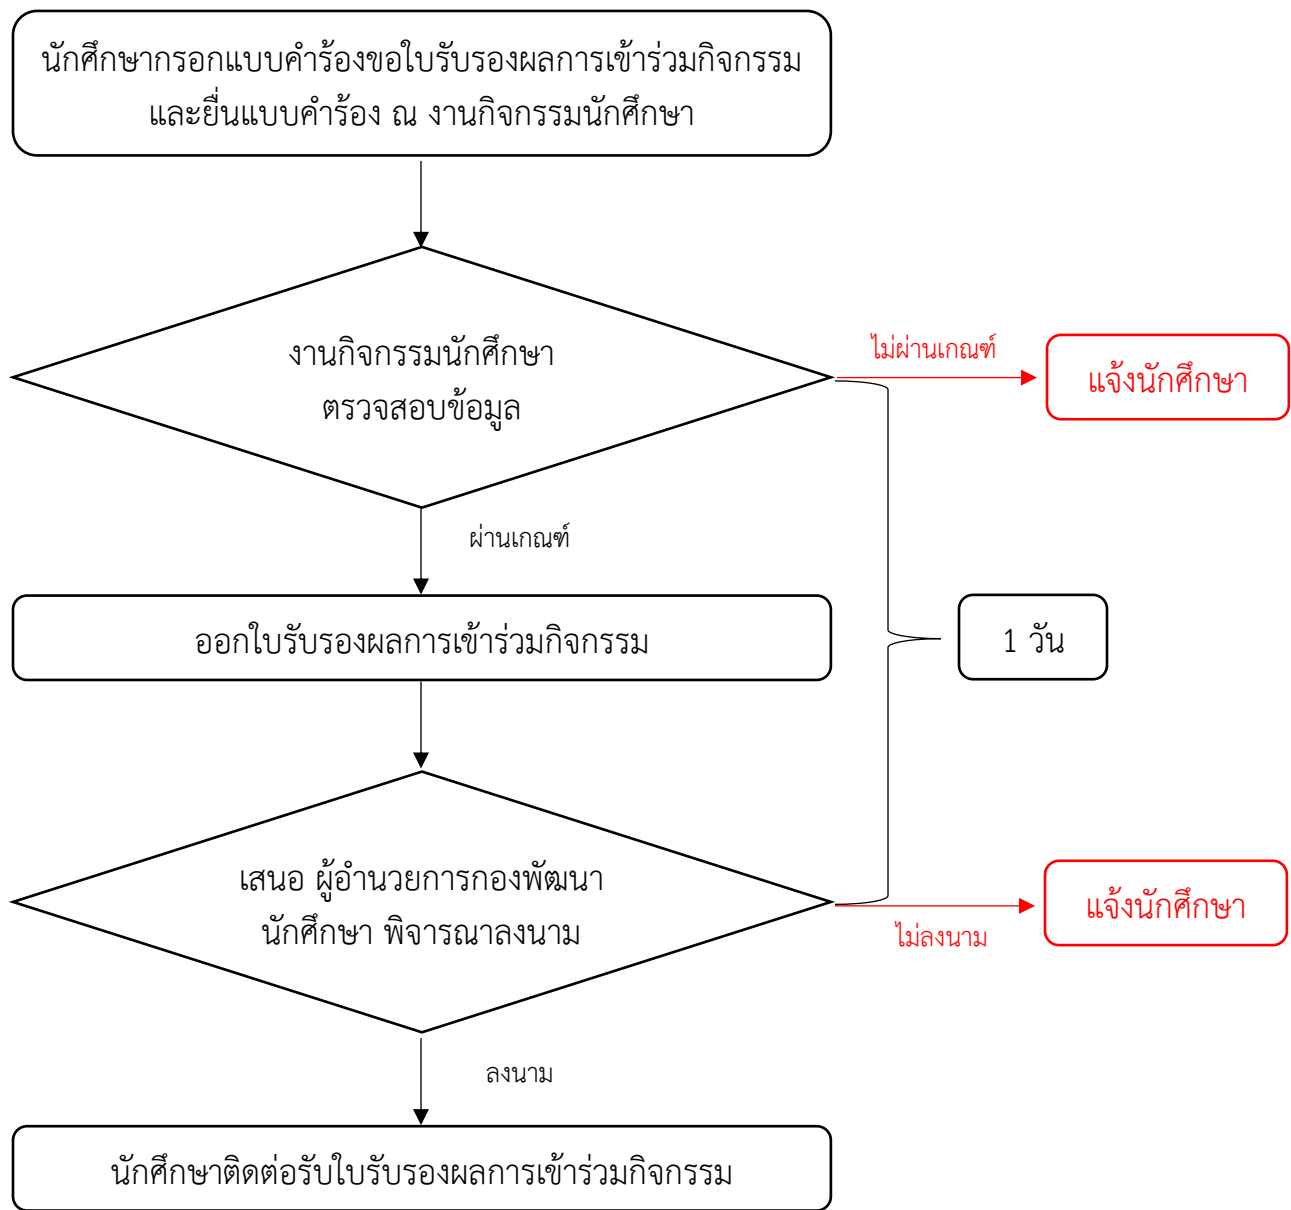 นักศึกษากรอกแบบคำร้องขอใบรับรองผลการเข้าร่วมกิจกรรม
และยื่นแบบคำร้อง ณ งานกิจกรรมนักศึกษา
งานกิจกรรมนักศึกษา
ตรวจสอบข้อมูล
ไม่ผ่านเกณฑ์
แจ้งนักศึกษา
ผ่านเกณฑ์
ออกใบรับรองผลการเข้าร่วมกิจกรรม
1 วัน
เสนอ ผู้อำนวยการกองพัฒนา
นักศึกษา พิจารณาลงนาม
ไม่ลงนาม
แจ้งนักศึกษา
ลงนาม
นักศึกษาติดต่อรับใบรับรองผลการเข้าร่วมกิจกรรม